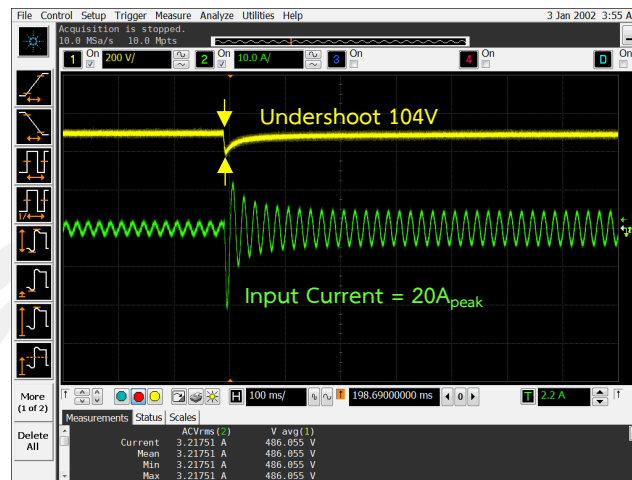 File Control Setup Trigger Measure Analyze Utilities Help 3 Jan 2002 3:55 A
Acquisition is stopped.
10.0 MSa/s 10.0 Mpts
1 On 200 V/ 2 On 10.0 A/ 3 On 4 On D On
Undershoot 104V
Input Current = 20Apeak
1/
More
(1 of 2)
Delete
All
H 100 ms/ 198.69000000 ms 0 T 2.2 A
Measurements Status Scales
ACVrms(2) V avg(1)
Current 3.21751 A 486.055 V
Mean 3.21751 A 486.055 V
Min 3.21751 A 486.055 V
Max 3.21751 A 486.055 V